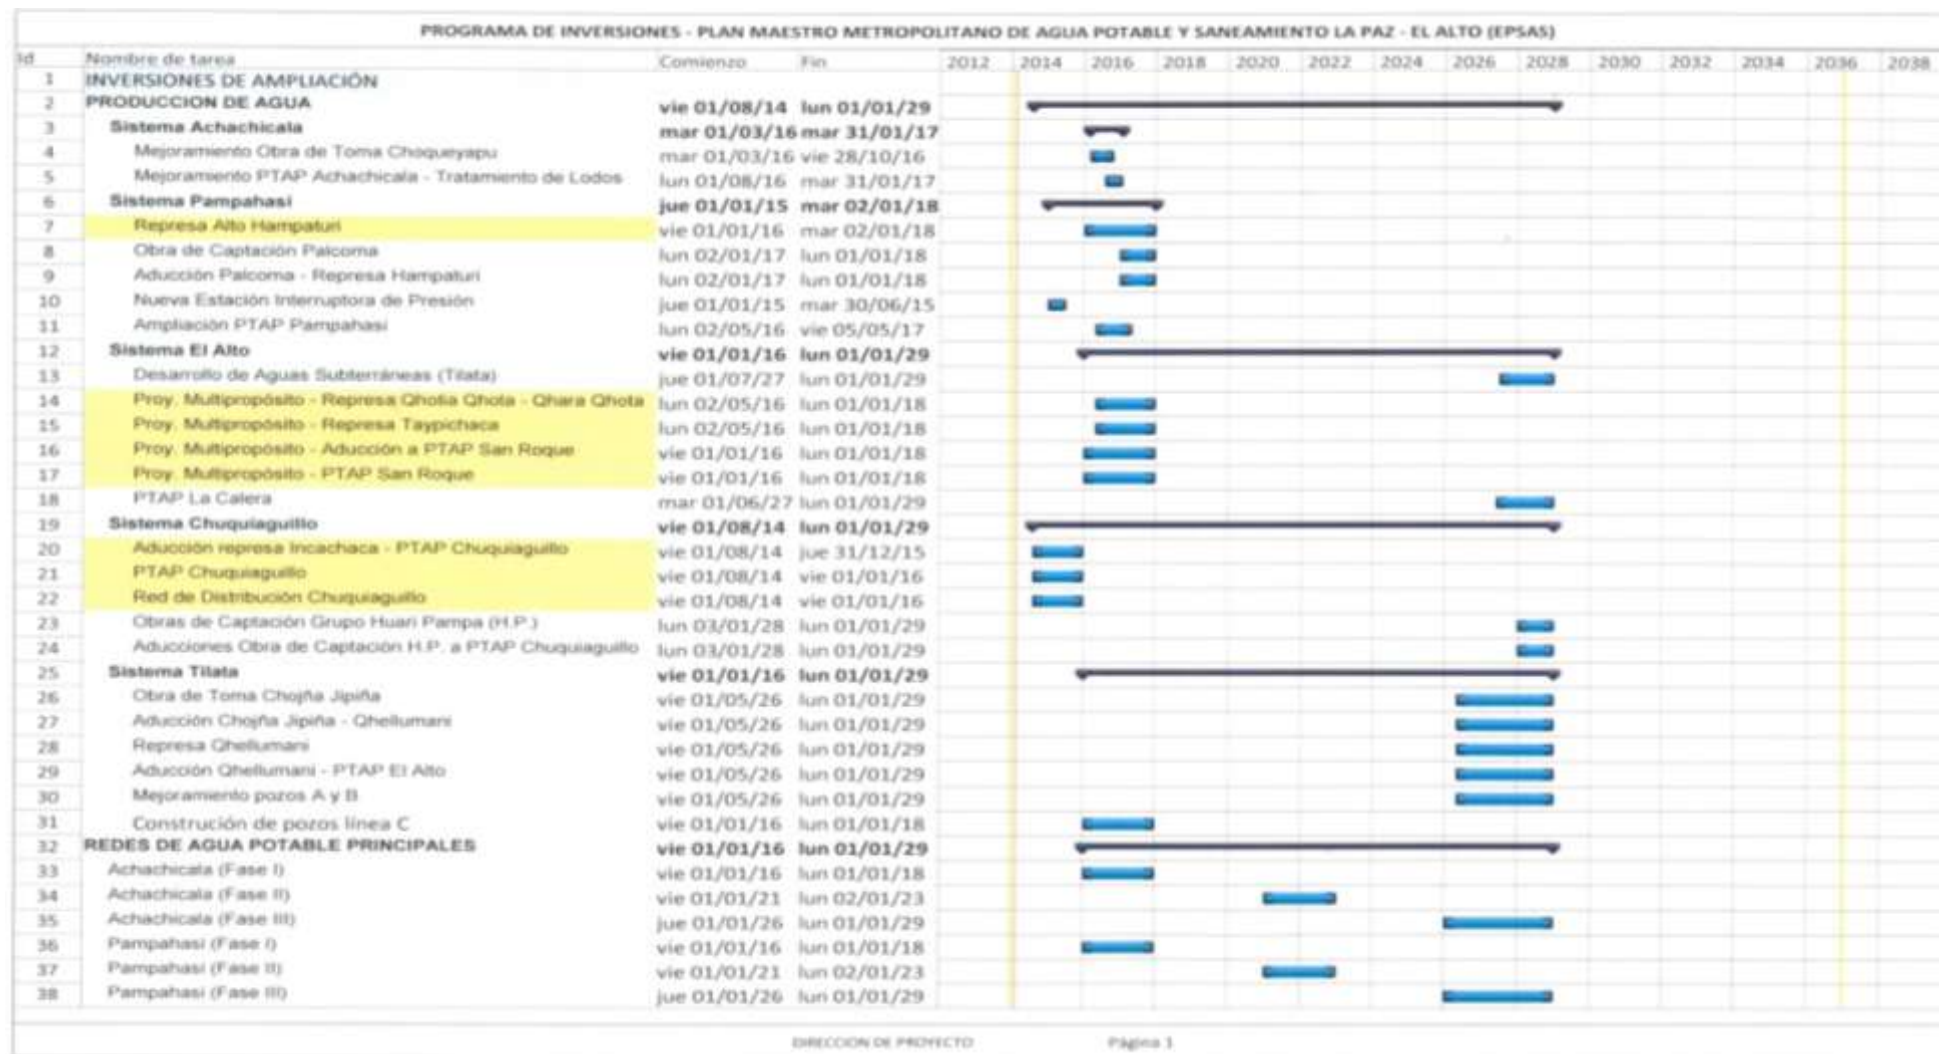 PROGRAMA DE INVERSIONES - PLAN MAESTRO METROPOLITANO DE AGUA POTABLE Y SANEAMIENTO LA PAZ - EL ALTO (EPSAS)
Id Nombre de tarea Comienzo Fin 2012 2014 2016 2018 2020 2022 2024 2026 2028 2030 2032 2034 2036 2038
1 INVERSIONES DE AMPLIACIÓN
2 PRODUCCION DE AGUA vie 01/08/14 lun 01/01/29
3 Sistema Achachicala mar 01/03/16 mar 31/01/17
4 Mejoramiento Obra de Toma Choqueyapu mar 01/03/16 vie 28/10/16
5 Mejoramiento PTAP Achachicala - Tratamiento de Lodos lun 01/08/16 mar 31/01/17
6 Sistema Pampahasi jue 01/01/15 mar 02/01/18
7 Represa Alto Hampaturi vie 01/01/16 mar 02/01/18
8 Obra de Captación Palcoma lun 02/01/17 lun 01/01/18
9 Aducción Palcoma - Represa Hampaturi lun 02/01/17 lun 01/01/18
10 Nueva Estación Interruptora de Presión jue 01/01/15 mar 30/06/15
11 Ampliación PTAP Pampahasi lun 02/05/16 vie 05/05/17
12 Sistema El Alto vie 01/01/16 lun 01/01/29
13 Desarrollo de Aguas Subterráneas (Tilata) jue 01/07/27 lun 01/01/29
14 Proy. Multipropósito - Represa Qhotia Qhota - Qhara Qhota lun 02/05/16 lun 01/01/18
15 Proy. Multipropósito - Represa Taypichaca lun 02/05/16 lun 01/01/18
16 Proy. Multipropósito - Aducción a PTAP San Roque vie 01/01/16 lun 01/01/18
17 Proy. Multipropósito - PTAP San Roque vie 01/01/16 lun 01/01/18
18 PTAP La Calera mar 01/06/27 lun 01/01/29
19 Sistema Chuquiaguillo vie 01/08/14 lun 01/01/29
20 Aducción represa Incachaca - PTAP Chuquiaguillo vie 01/08/14 jue 31/12/15
21 PTAP Chuquiaguillo vie 01/08/14 vie 01/01/16
22 Red de Distribución Chuquiaguillo vie 01/08/14 vie 01/01/16
23 Obras de Captación Grupo Huari Pampa (H.P.) lun 03/01/28 lun 01/01/29
24 Aducciones Obra de Captación H.P. a PTAP Chuquiaguillo lun 03/01/28 lun 01/01/29
25 Sistema Tilata vie 01/01/16 lun 01/01/29
26 Obra de Toma Chojña Jipiña vie 01/05/26 lun 01/01/29
27 Aducción Chojña Jipiña - Qhellumani vie 01/05/26 lun 01/01/29
28 Represa Qhellumani vie 01/05/26 lun 01/01/29
29 Aducción Qhellumani - PTAP El Alto vie 01/05/26 lun 01/01/29
30 Mejoramiento pozos A y B vie 01/05/26 lun 01/01/29
31 Construción de pozos línea C vie 01/01/16 lun 01/01/18
32 REDES DE AGUA POTABLE PRINCIPALES vie 01/01/16 lun 01/01/29
33 Achachicala (Fase I) vie 01/01/16 lun 01/01/18
34 Achachicala (Fase II) vie 01/01/21 lun 02/01/23
35 Achachicala (Fase III) jue 01/01/26 lun 01/01/29
36 Pampahasi (Fase I) vie 01/01/16 lun 01/01/18
37 Pampahasi (Fase II) vie 01/01/21 lun 02/01/23
38 Pampahasi (Fase III) jue 01/01/26 lun 01/01/29
DIRECCION DE PROYECTO Página 1